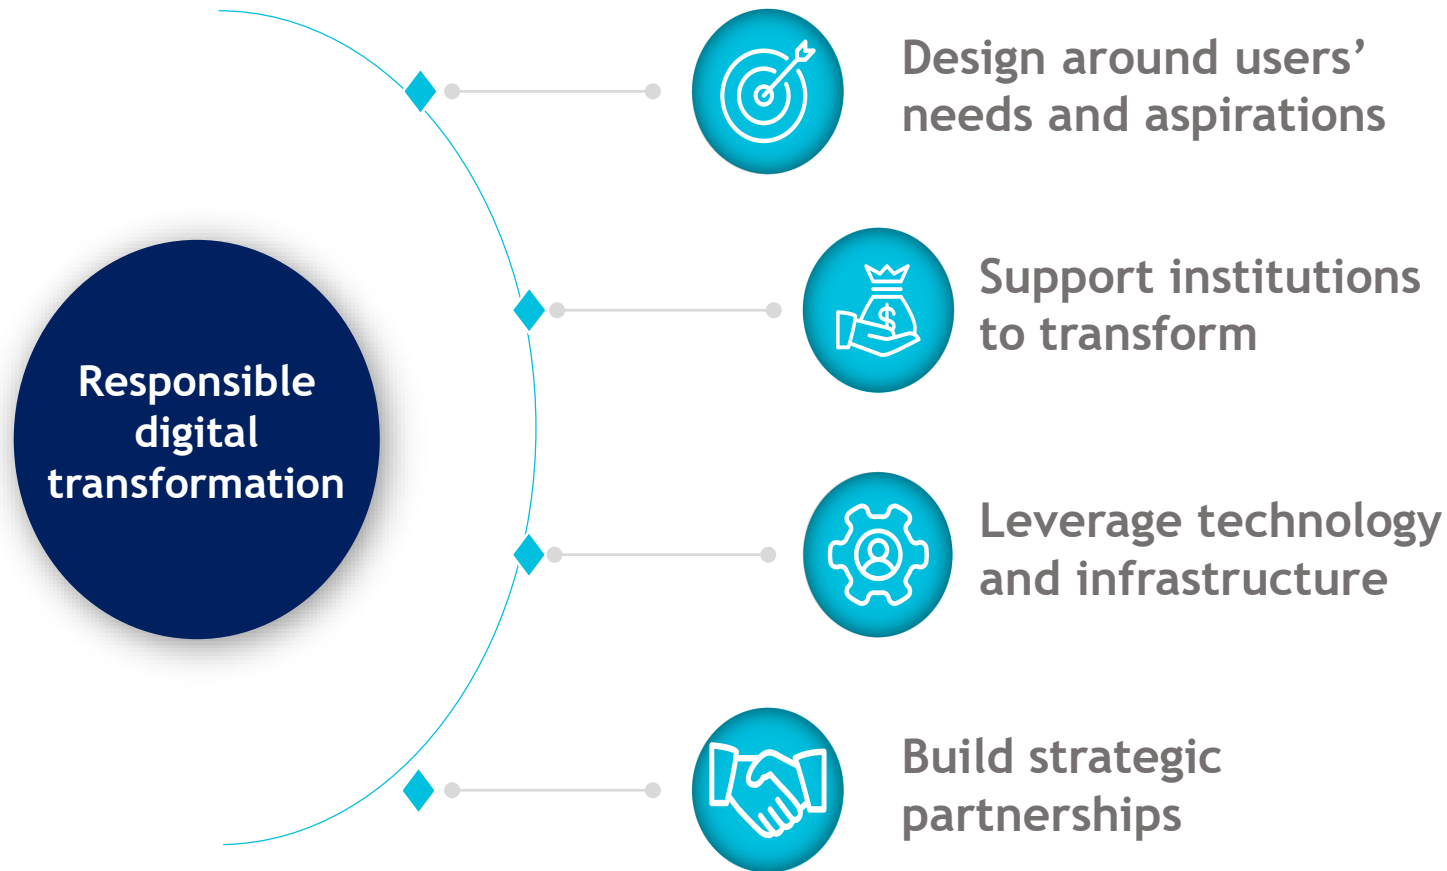 Design around users’
needs and aspirations
Support institutions
to transform
Responsible
digital
transformation
Leverage technology
and infrastructure
Build strategic
partnerships
$